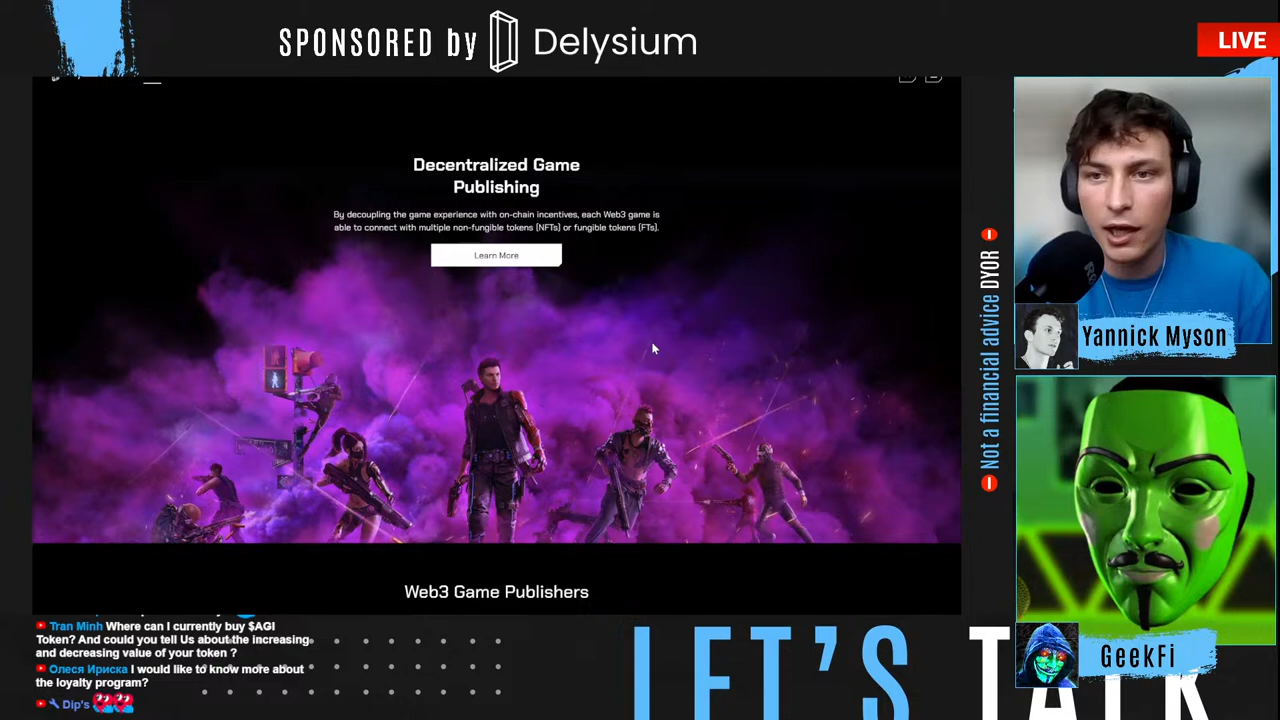 SPONSORED by Delysium
LIVE
Decentralized Game
Publishing
By decoupling the game experience with on-chain incentives, each Web3 game is
able to connect with multiple non-fungible tokens (NFTs) or fungible tokens (FTs).
Learn More
Web3 Game Publishers
Not a financial advice DYOR
Yannick Myson
GeekFi
Tran Minh Where can I currently buy $AGI
Token? And could you tell Us about the increasing
and decreasing value of your token ?
Олеся Ириска I would like to know more about
the loyalty program?
Dip's
LET'S TALK